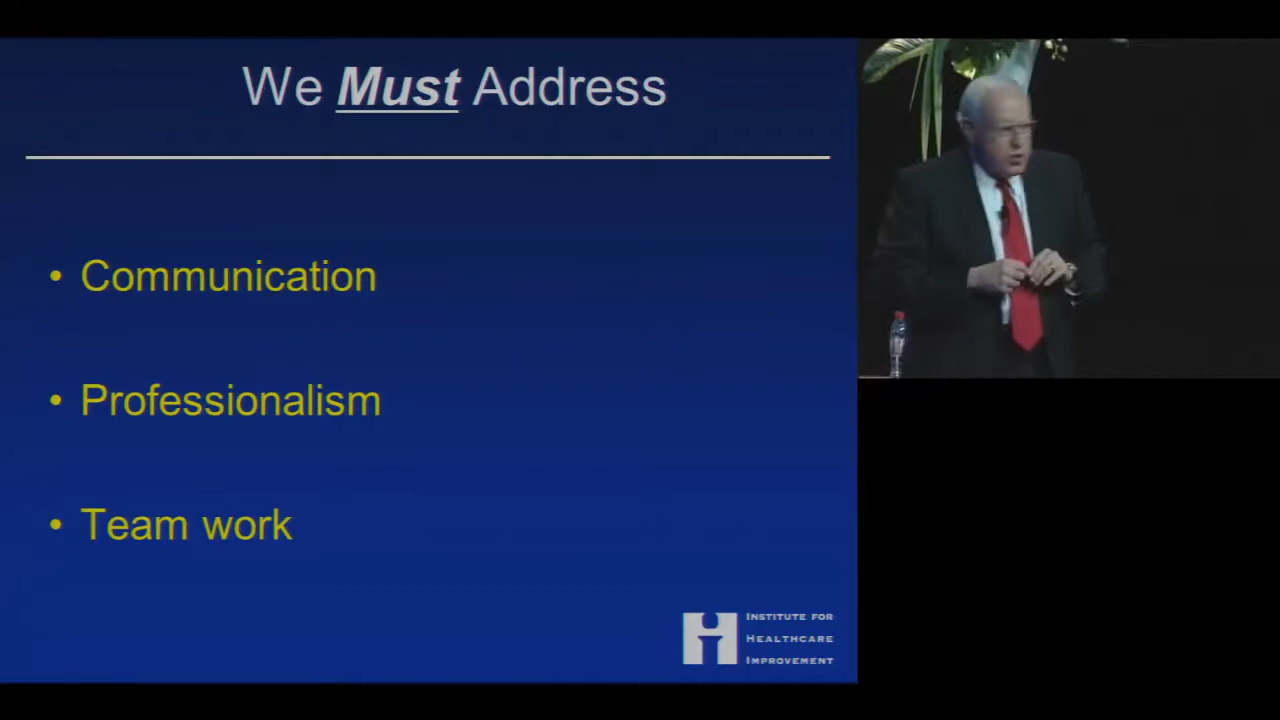 We Must Address
• Communication
• Professionalism
• Team work
INSTITUTE FOR
HEALTHCARE
IMPROVEMENT